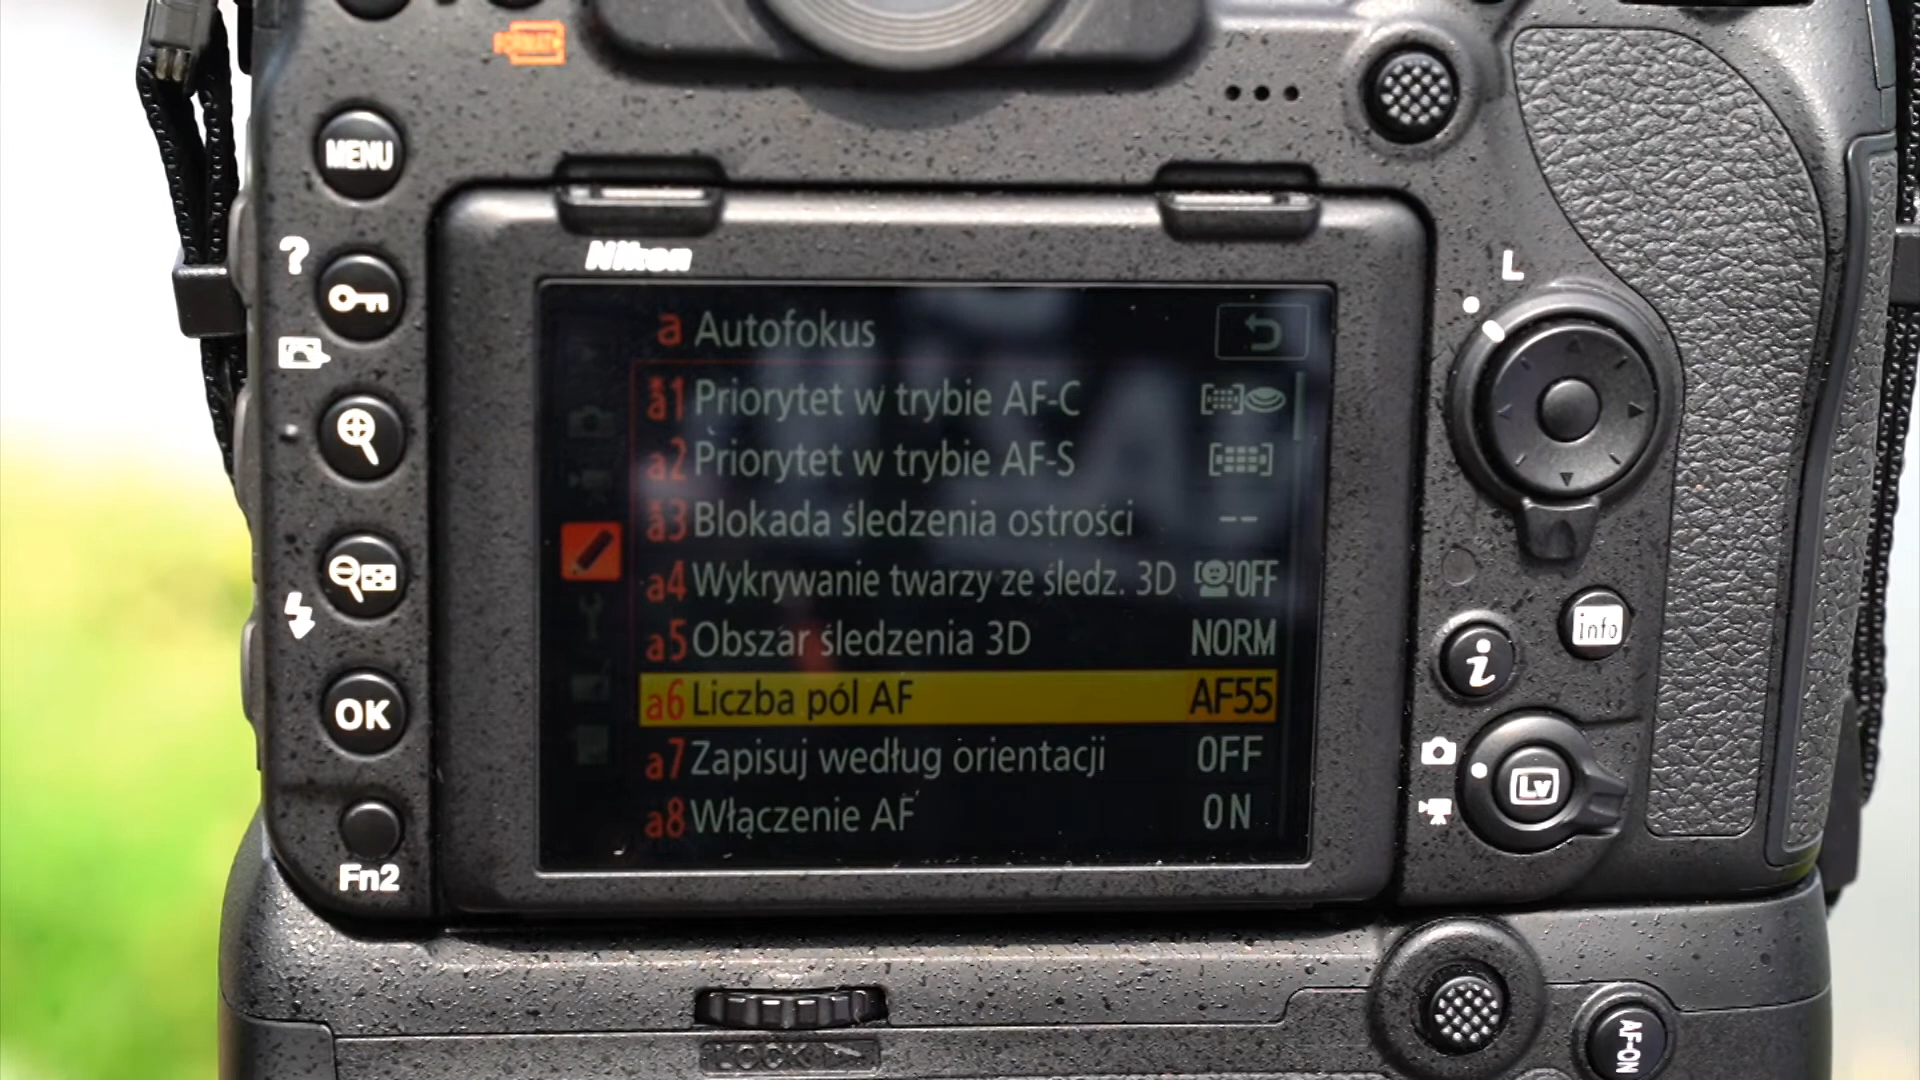 FORMAT
MENU
Nikon
?
L
a Autofokus
a1 Priorytet w trybie AF-C
a2 Priorytet w trybie AF-S
a3 Blokada śledzenia ostrości --
a4 Wykrywanie twarzy ze śledz. 3D OFF
a5 Obszar śledzenia 3D NORM
a6 Liczba pól AF AF55
a7 Zapisuj według orientacji OFF
a8 Włączenie AF ON
info
i
OK
Lv
Fn2
LOCK
AF-ON